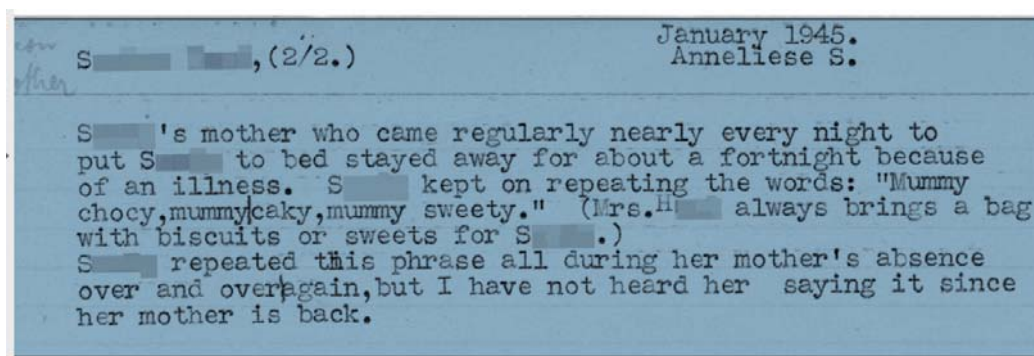 other
S , (2/2.)
January 1945.
Anneliese S.
S 's mother who came regularly nearly every night to
put S to bed stayed away for about a fortnight because
of an illness. S kept on repeating the words: "Mummy
chocy,mummy caky,mummy sweety." (Mrs.H always brings a bag
with biscuits or sweets for S .)
S repeated this phrase all during her mother's absence
over and over again,but I have not heard her saying it since
her mother is back.